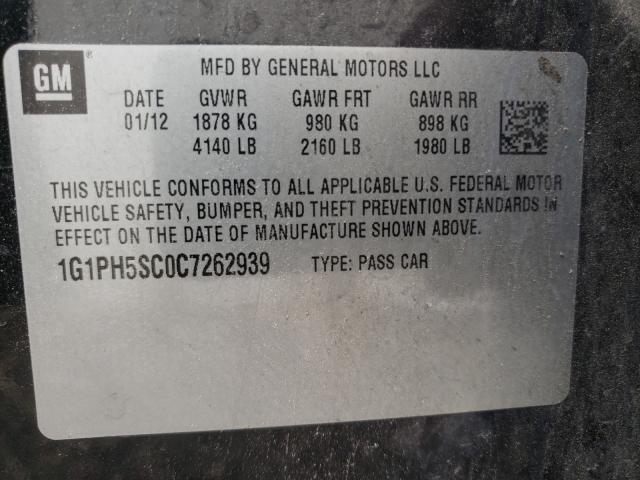 GM ®
MFD BY GENERAL MOTORS LLC
DATE GVWR GAWR FRT GAWR RR
01/12 1878 KG 980 KG 898 KG
4140 LB 2160 LB 1980 LB
THIS VEHICLE CONFORMS TO ALL APPLICABLE U.S. FEDERAL MOTOR
VEHICLE SAFETY, BUMPER, AND THEFT PREVENTION STANDARDS IN
EFFECT ON THE DATE OF MANUFACTURE SHOWN ABOVE.
1G1PH5SC0C7262939 TYPE: PASS CAR